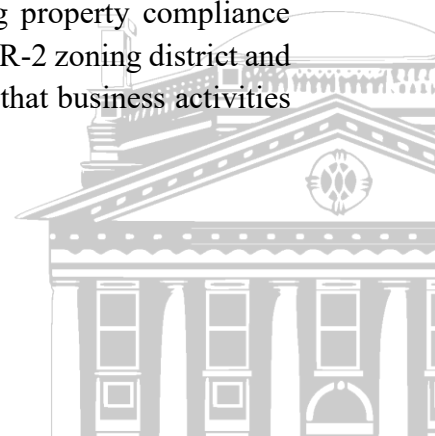 property compliance
R-2 zoning district and
that business activities